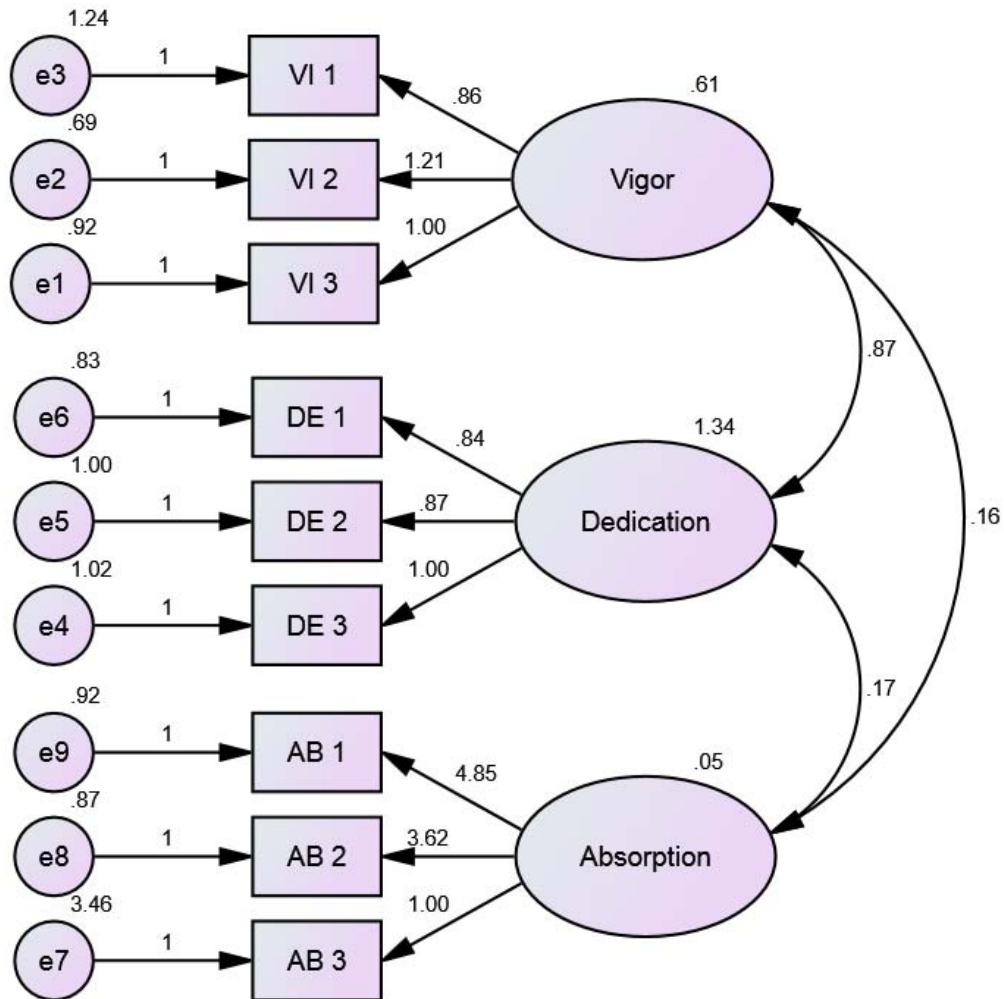 1.24
e3
1
VI 1
.86
.61
.69
e2
1
VI 2
1.21
Vigor
.92
e1
1
VI 3
1.00
.87
.83
e6
1
DE 1
.84
1.34
1.00
e5
1
DE 2
.87
Dedication
.16
1.02
e4
1
DE 3
1.00
.17
.92
e9
1
AB 1
4.85
.05
.87
e8
1
AB 2
3.62
Absorption
3.46
e7
1
AB 3
1.00